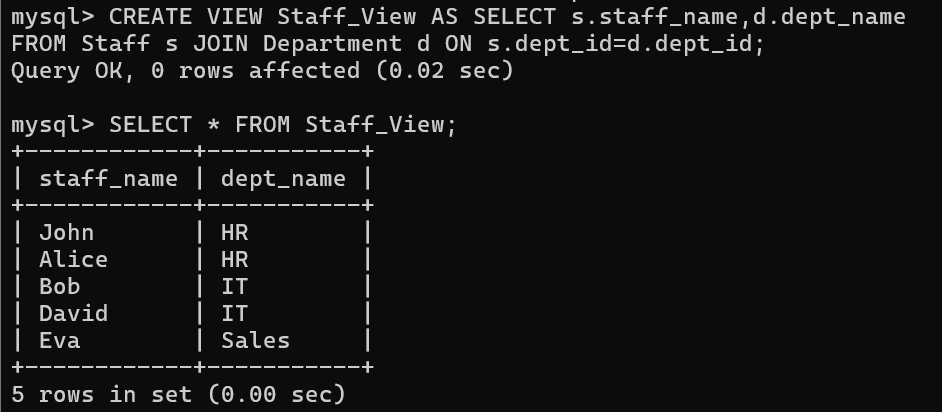 mysql> CREATE VIEW Staff_View AS SELECT s.staff_name,d.dept_name
FROM Staff s JOIN Department d ON s.dept_id=d.dept_id;
Query OK, 0 rows affected (0.02 sec)

mysql> SELECT * FROM Staff_View;
+------------+-----------+
| staff_name | dept_name |
+------------+-----------+
| John       | HR        |
| Alice      | HR        |
| Bob        | IT        |
| David      | IT        |
| Eva        | Sales     |
+------------+-----------+
5 rows in set (0.00 sec)